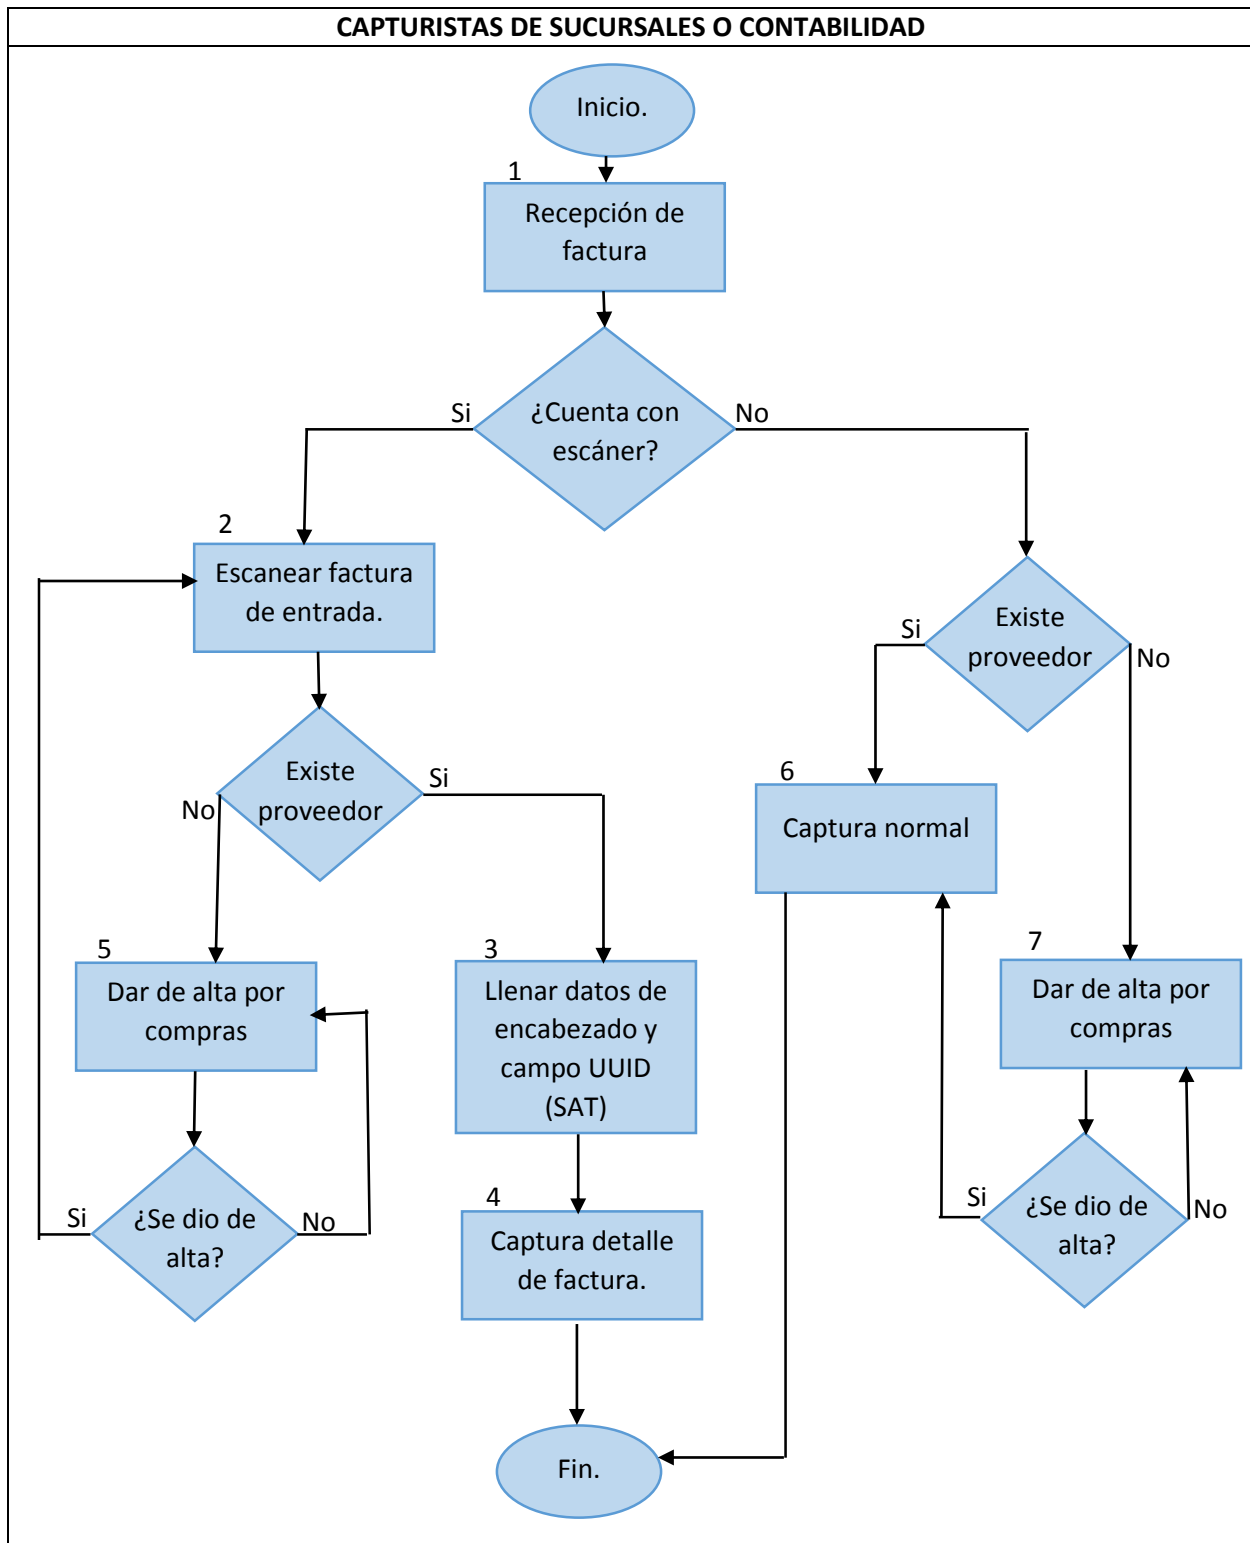 CAPTURISTAS DE SUCURSALES O CONTABILIDAD
Inicio.
1
Recepción de
factura
Si
¿Cuenta con
escáner?
No
2
Escanear factura
de entrada.
Si
Existe
proveedor
No
No
Existe
proveedor
Si
6
Captura normal
5
Dar de alta por
compras
3
Llenar datos de
encabezado y
campo UUID
(SAT)
7
Dar de alta por
compras
Si
¿Se dio de
alta?
No
4
Captura detalle
de factura.
Si
¿Se dio de
alta?
No
Fin.